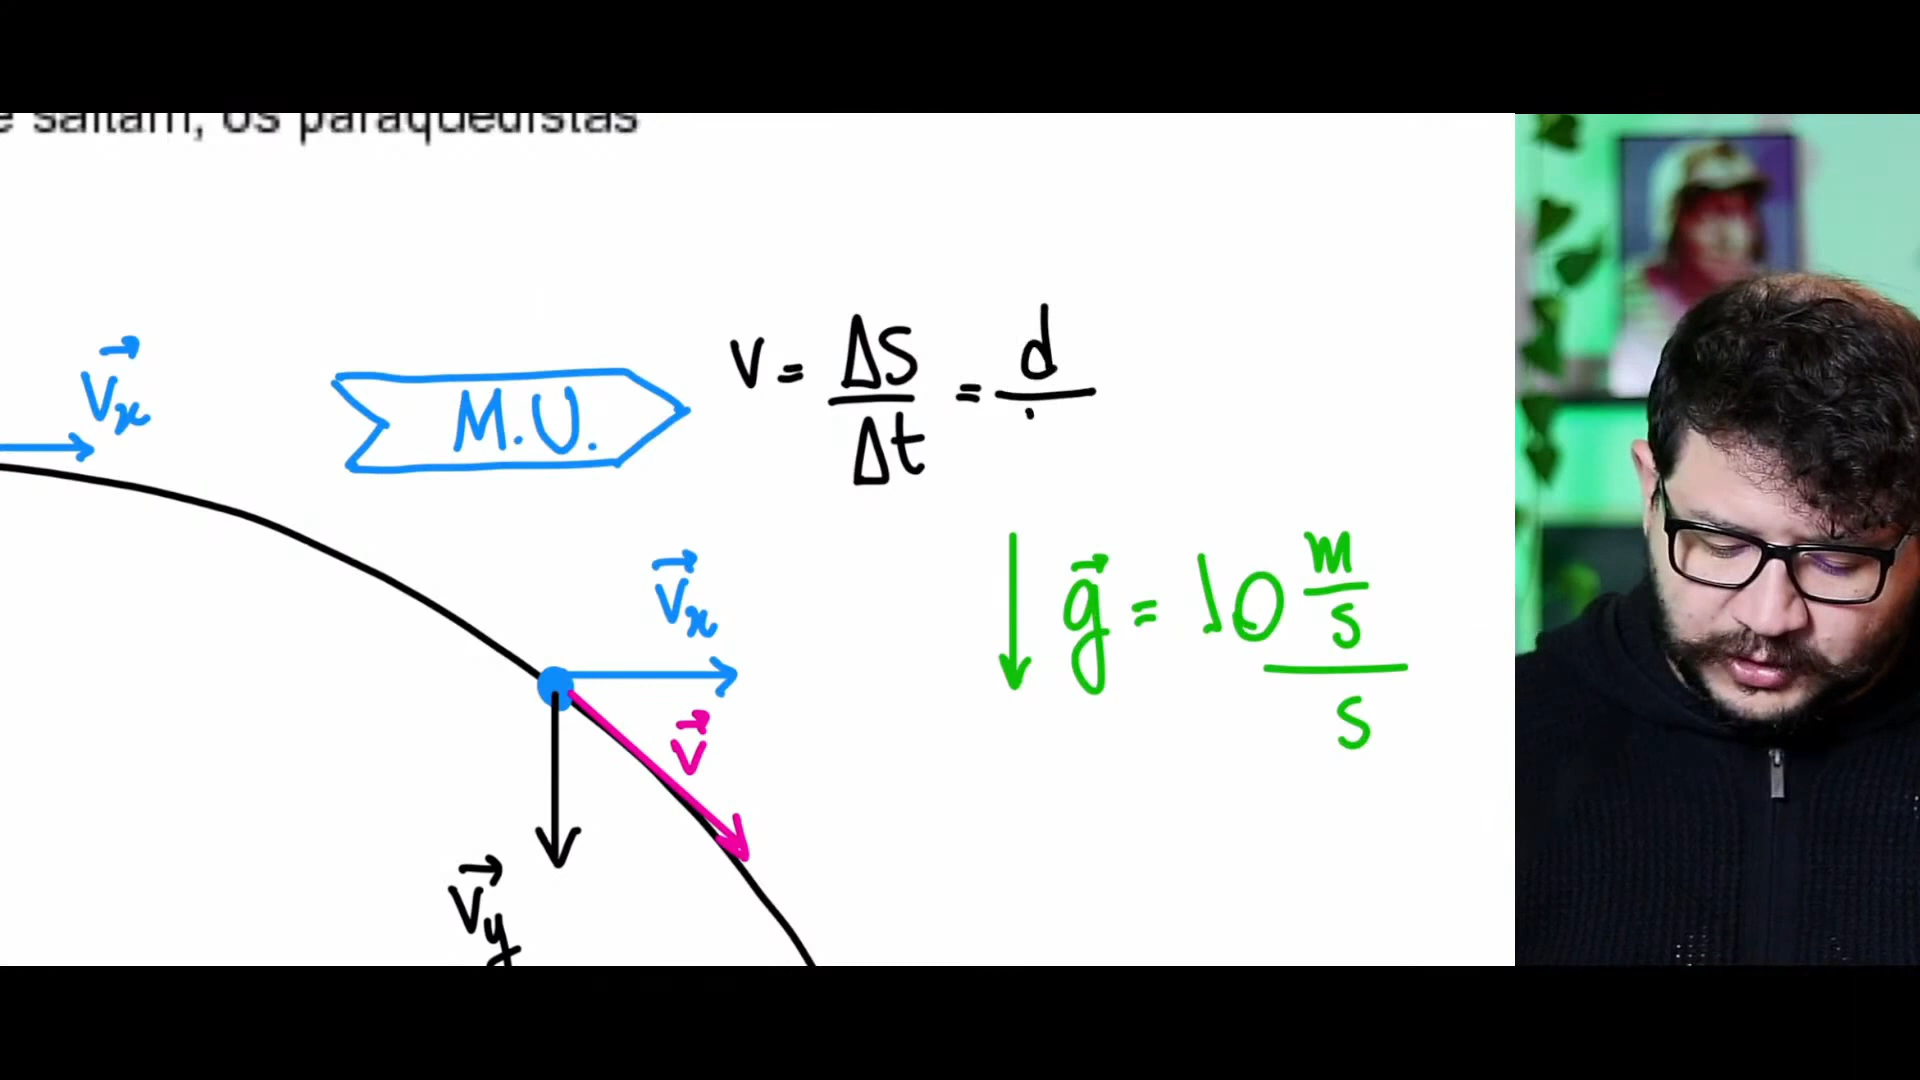 e saltam, os paraquedistas
v = ΔS/Δt = d
M.U.
v⃗x
v⃗x
g⃗ = 10 m/s/s
v⃗
v⃗y